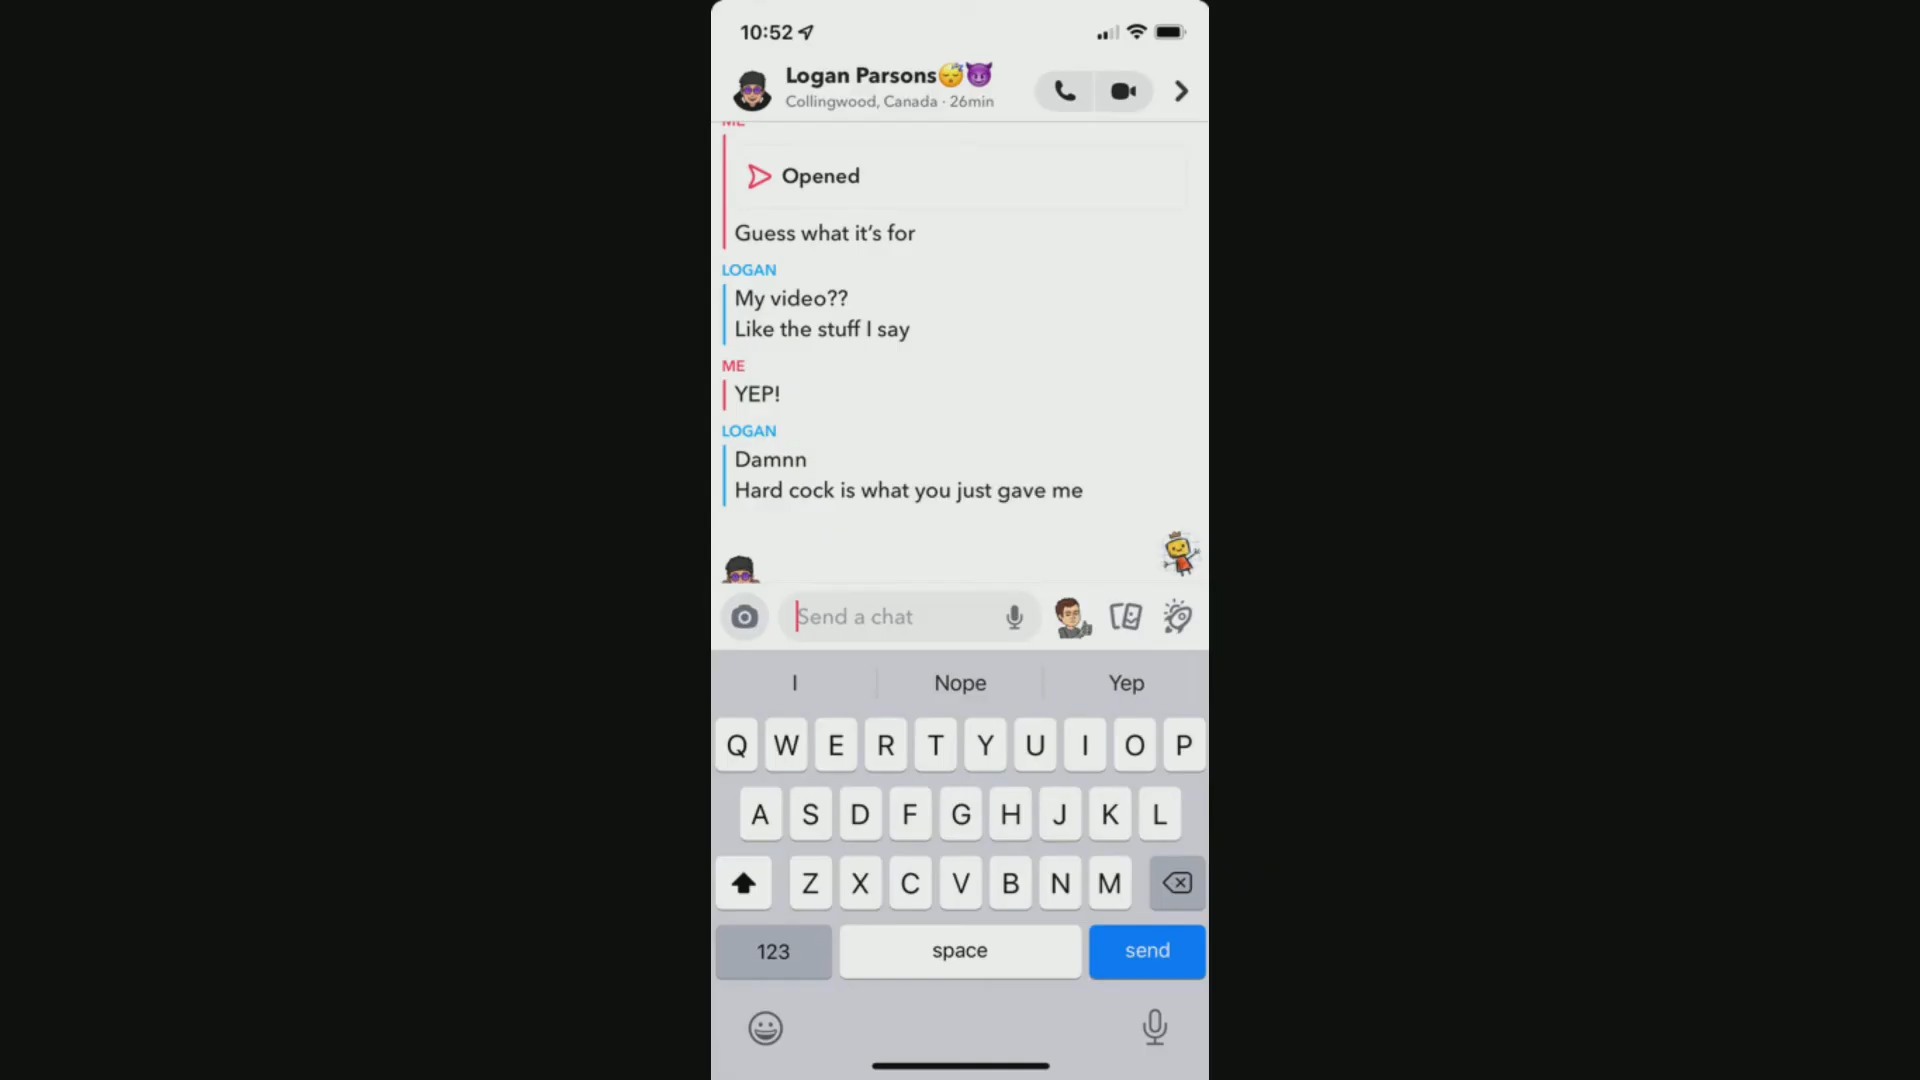 10:52
Logan Parsons😴😈
Collingwood, Canada · 26min
ME
Opened
Guess what it's for
LOGAN
My video??
Like the stuff I say
ME
YEP!
LOGAN
Damnn
Hard cock is what you just gave me
Send a chat
I Nope Yep
Q W E R T Y U I O P
A S D F G H J K L
Z X C V B N M
123 space send